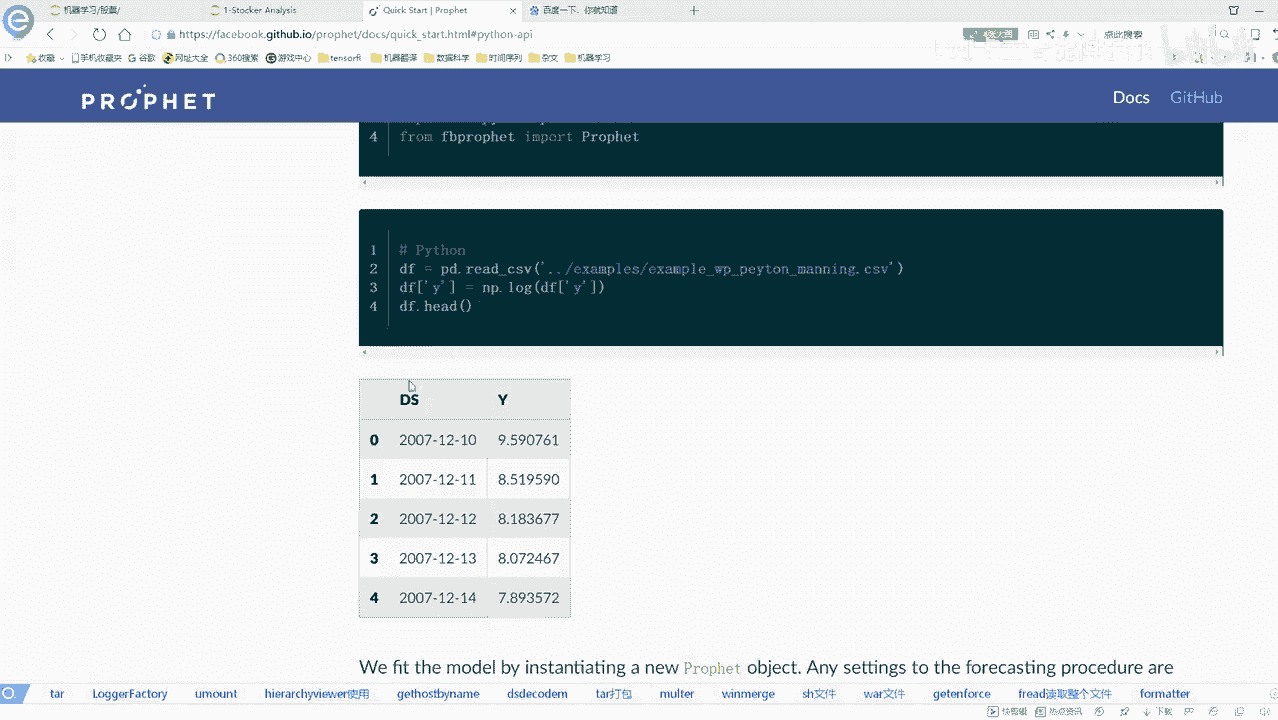 机器学习/股票/
1-Stocker Analysis
Quick Start | Prophet
百度一下，你就知道
https://facebook.github.io/prophet/docs/quick_start.html#python-api
点此搜索
收藏
手机收藏夹
谷歌
网址大全
360搜索
游戏中心
tensorfl
机器翻译
数据科学
时间序列
杂文
机器学习
PROPHET
Docs
GitHub
4 from fbprophet import Prophet
1 # Python
2 df = pd.read_csv('../examples/example_wp_peyton_manning.csv')
3 df['y'] = np.log(df['y'])
4 df.head()
DS Y
0 2007-12-10 9.590761
1 2007-12-11 8.519590
2 2007-12-12 8.183677
3 2007-12-13 8.072467
4 2007-12-14 7.893572
We fit the model by instantiating a new Prophet object. Any settings to the forecasting procedure are
tar LoggerFactory umount hierarchyviewer使用 gethostbyname dsdecodem tar打包 multer winmerge sh文件 war文件 getenforce fread读取整个文件 formatter
快剪辑 热点资讯 下载